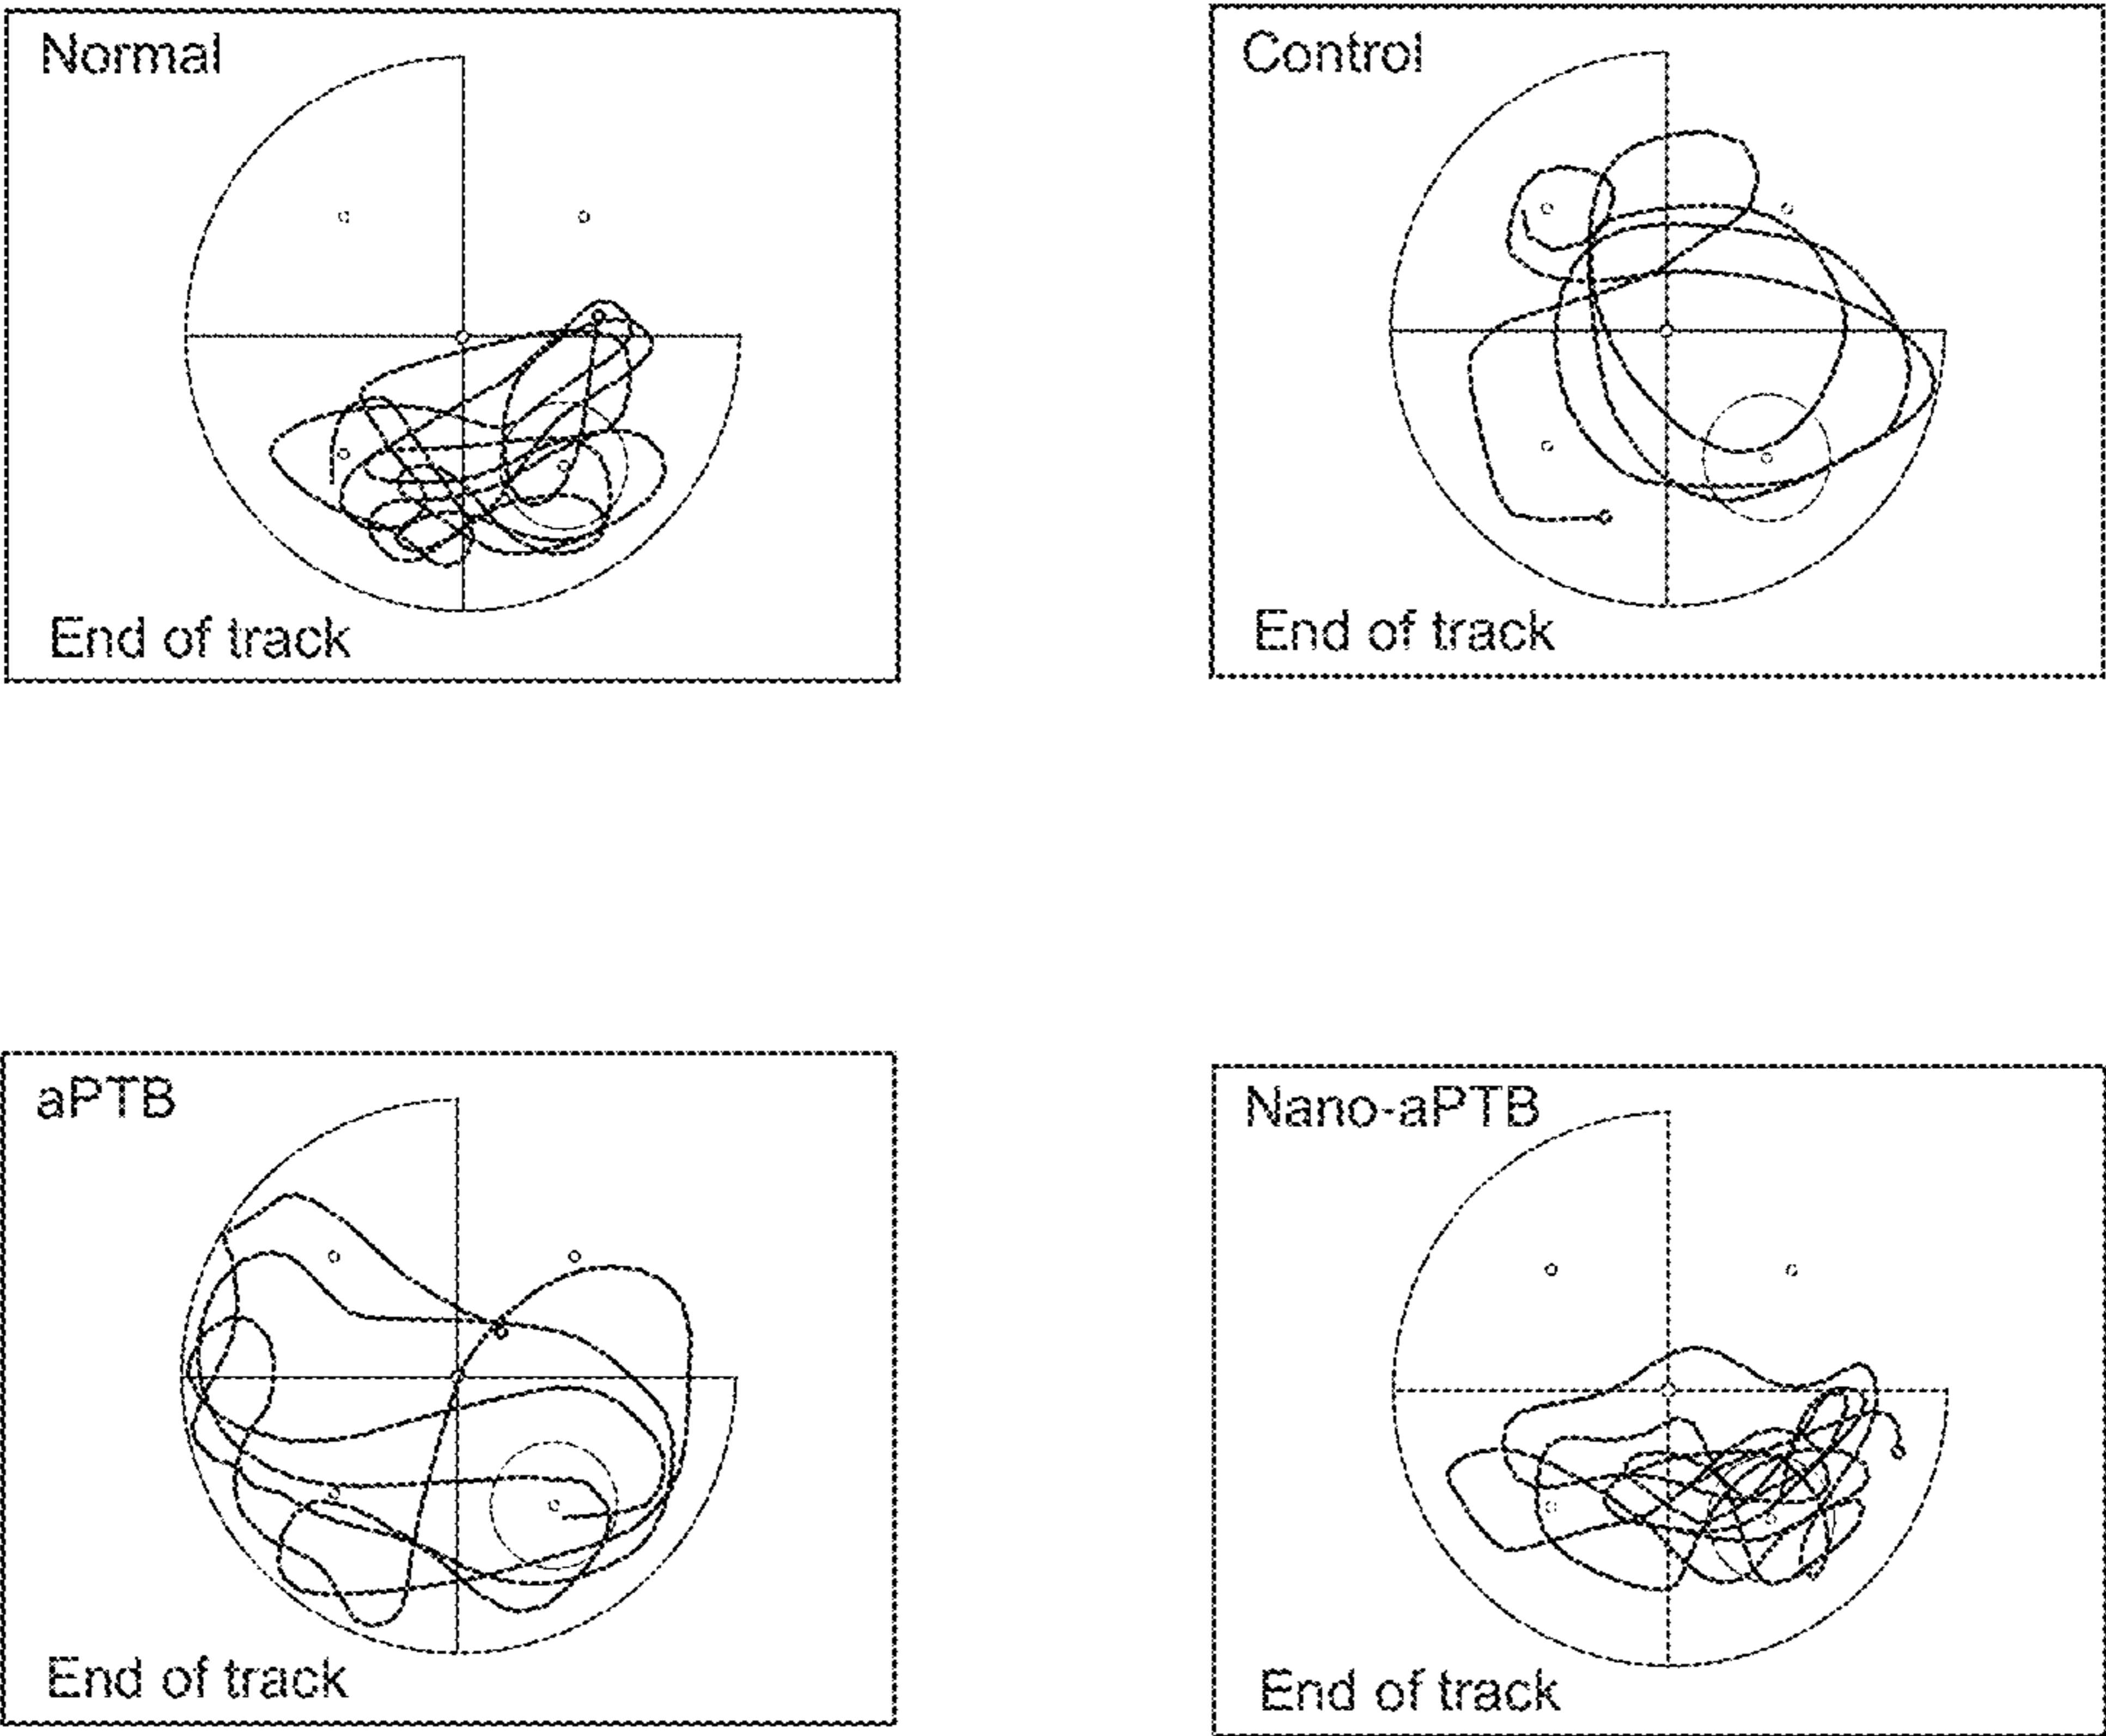 Normal
End of track
Control
End of track
aPTB
End of track
Nano-aPTB
End of track